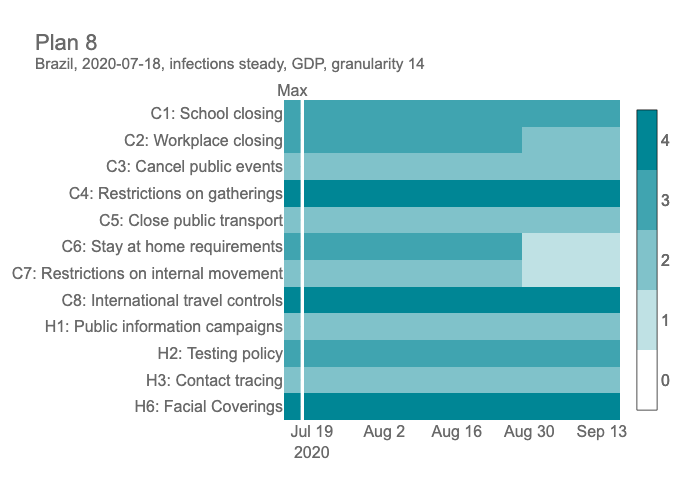 Plan 8
Brazil, 2020-07-18, infections steady, GDP, granularity 14
Max
C1: School closing
C2: Workplace closing
C3: Cancel public events
C4: Restrictions on gatherings
C5: Close public transport
C6: Stay at home requirements
C7: Restrictions on internal movement
C8: International travel controls
H1: Public information campaigns
H2: Testing policy
H3: Contact tracing
H6: Facial Coverings
Jul 19 Aug 2 Aug 16 Aug 30 Sep 13
2020
4
3
2
1
0